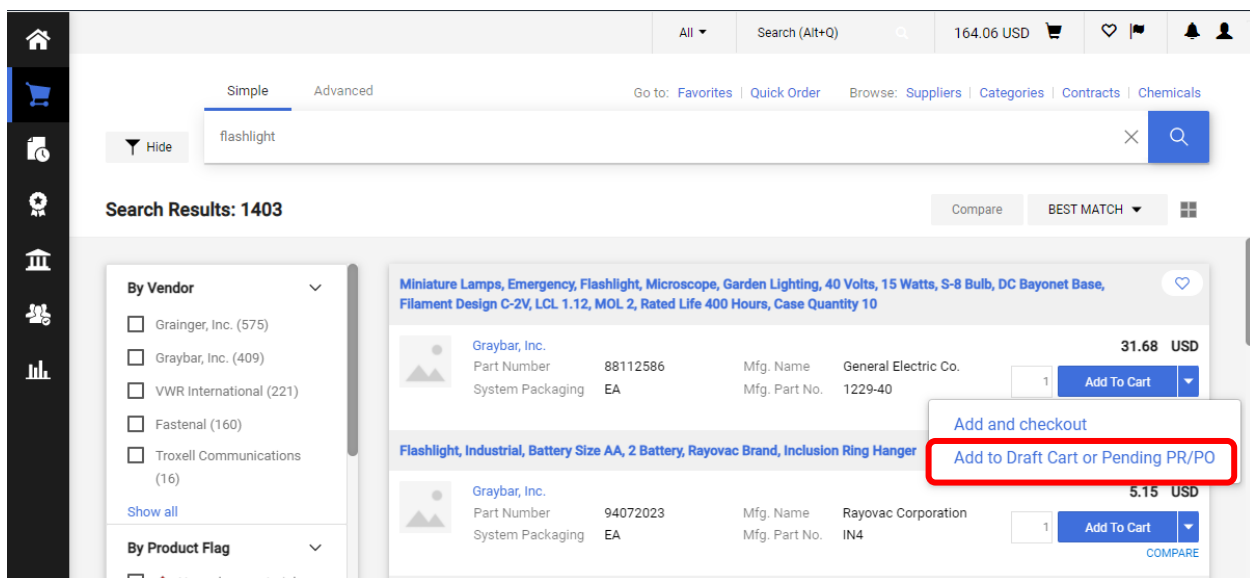 All
Search (Alt+Q)
164.06 USD
Simple
Advanced
Go to: Favorites | Quick Order Browse: Suppliers | Categories | Contracts | Chemicals
Hide
flashlight
Search Results: 1403
Compare
BEST MATCH
By Vendor
Grainger, Inc. (575)
Graybar, Inc. (409)
VWR International (221)
Fastenal (160)
Troxell Communications
(16)
Show all
By Product Flag
Miniature Lamps, Emergency, Flashlight, Microscope, Garden Lighting, 40 Volts, 15 Watts, S-8 Bulb, DC Bayonet Base,
Filament Design C-2V, LCL 1.12, MOL 2, Rated Life 400 Hours, Case Quantity 10
Graybar, Inc.
31.68 USD
Part Number 88112586 Mfg. Name General Electric Co.
System Packaging EA Mfg. Part No. 1229-40
1 Add To Cart
Add and checkout
Add to Draft Cart or Pending PR/PO
Flashlight, Industrial, Battery Size AA, 2 Battery, Rayovac Brand, Inclusion Ring Hanger
Graybar, Inc.
5.15 USD
Part Number 94072023 Mfg. Name Rayovac Corporation
System Packaging EA Mfg. Part No. IN4
1 Add To Cart
COMPARE